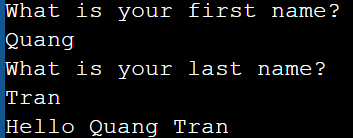 What is your first name?
Quang
What is your last name?
Tran
Hello Quang Tran